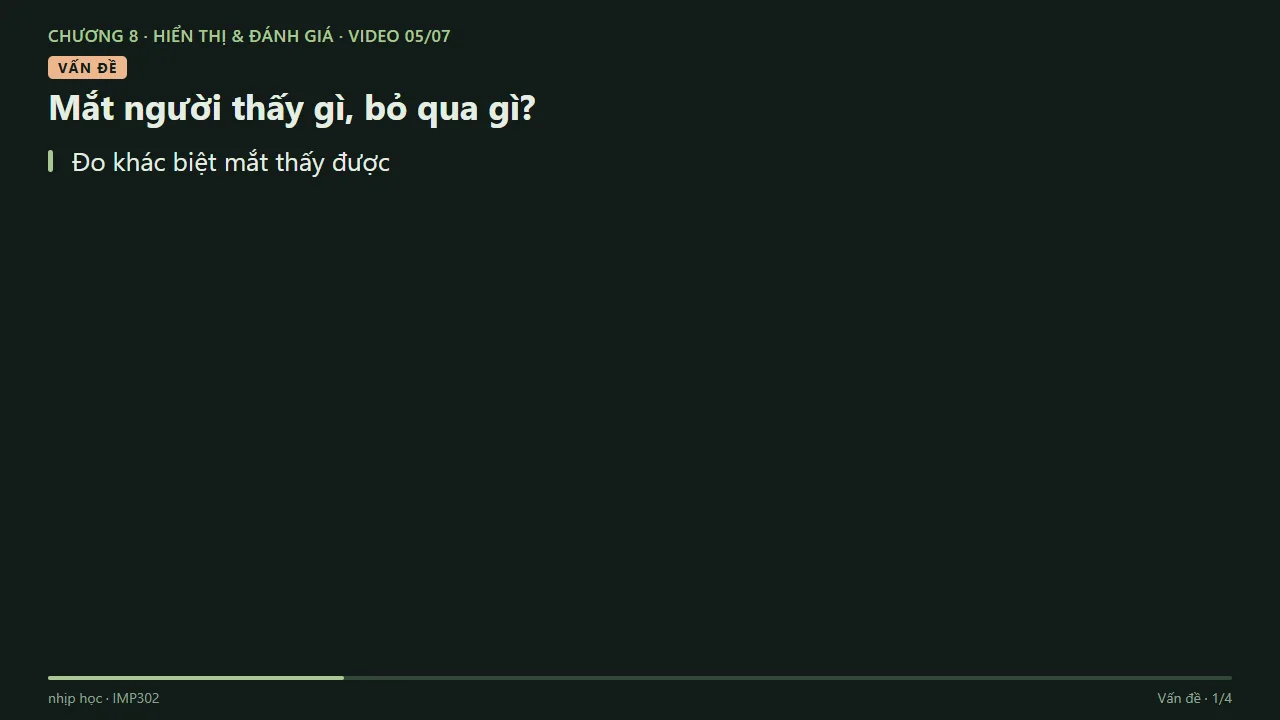 CHƯƠNG 8 · HIỂN THỊ & ĐÁNH GIÁ · VIDEO 05/07
VẤN ĐỀ
Mắt người thấy gì, bỏ qua gì?
Đo khác biệt mắt thấy được
nhịp học · IMP302
Vấn đề · 1/4